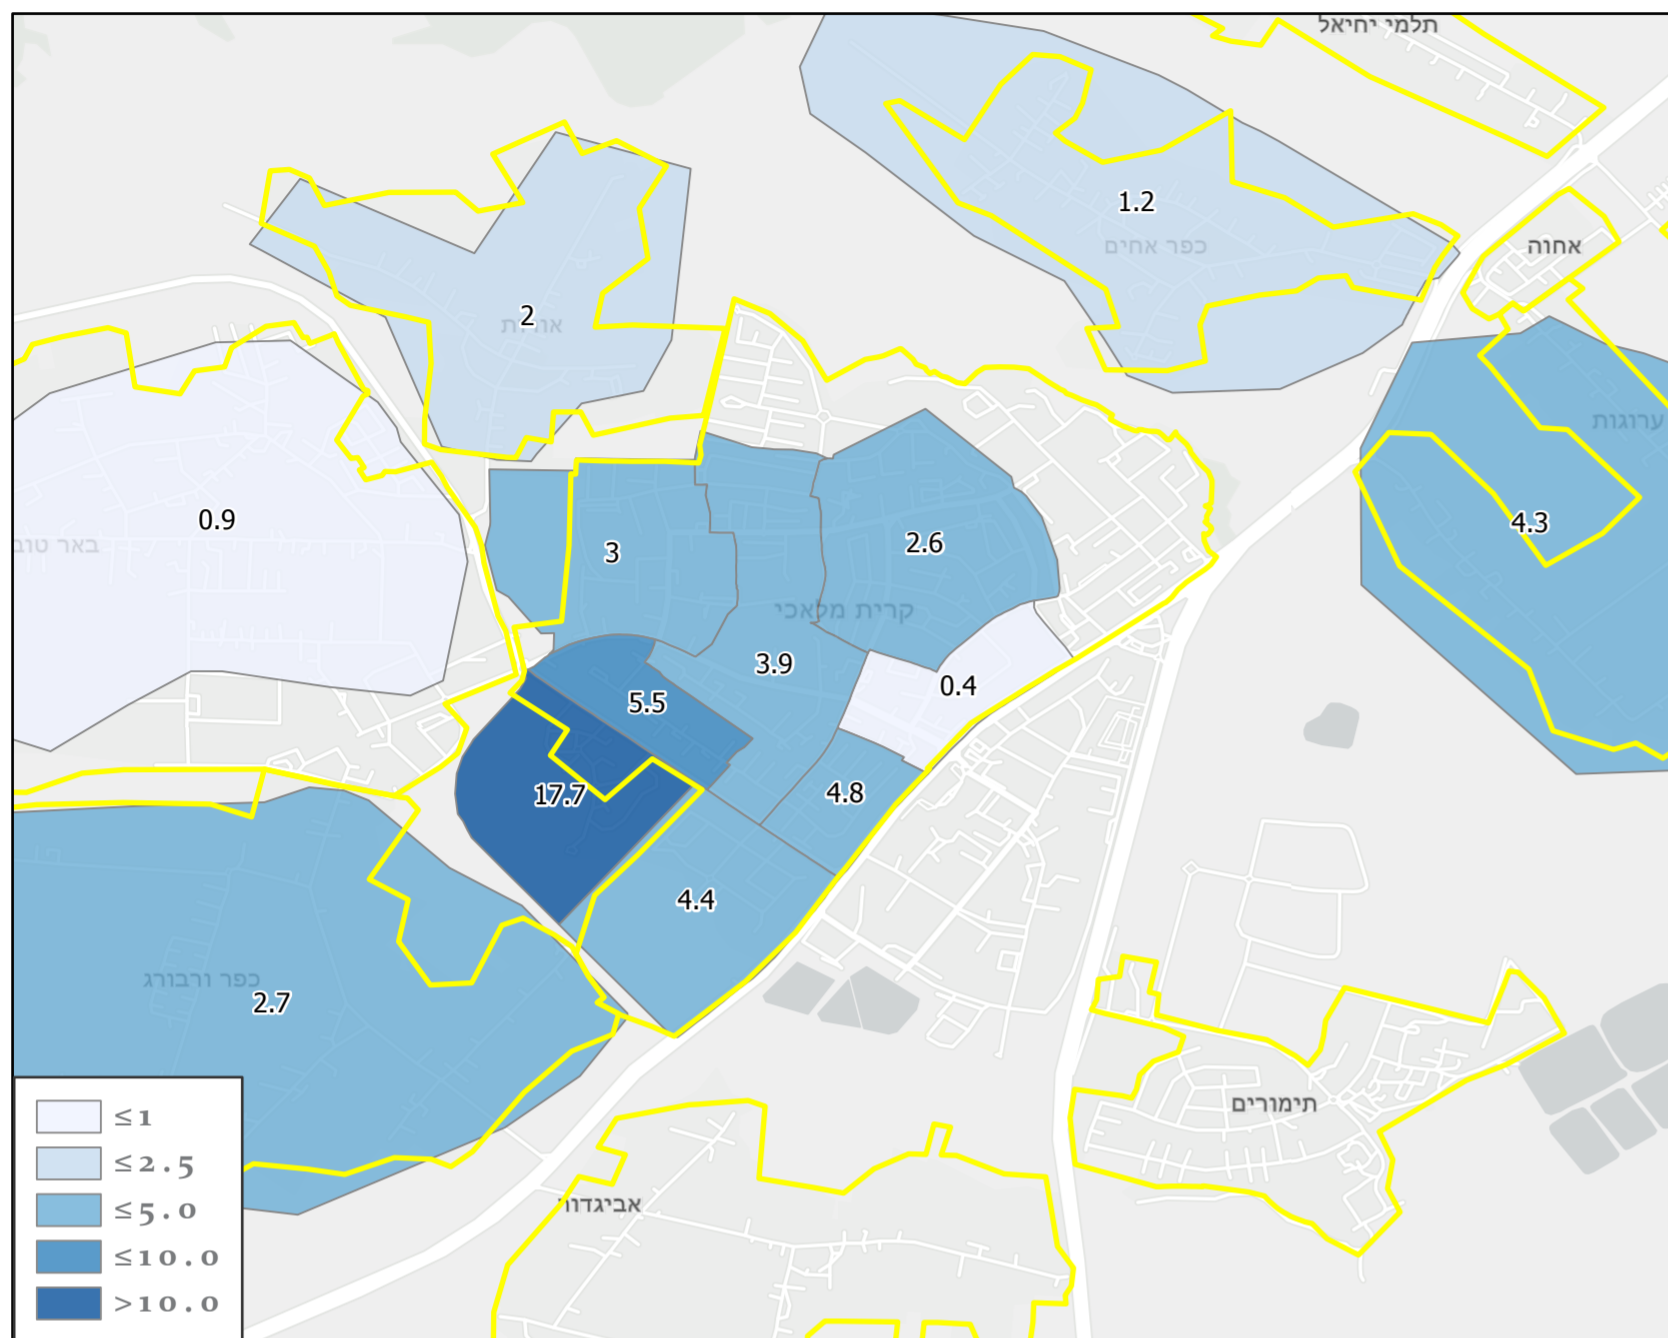 תלמי יחיאל
1.2
כפר אחים
אחוה
2
אורות
ערוגות
0.9
4.3
באר טוב
3
2.6
קרית מלאכי
3.9
0.4
5.5
17.7
4.8
4.4
כפר ורבורג
2.7
תימורים
אביגדור
≤1
≤2.5
≤5.0
≤10.0
>10.0